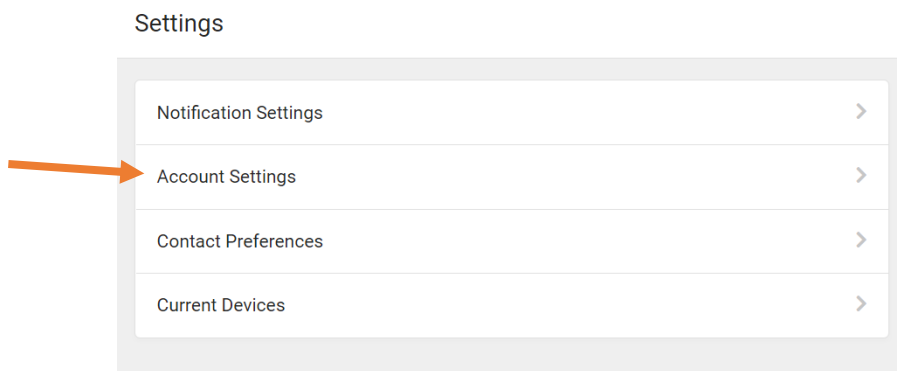 Settings
Notification Settings
Account Settings
Contact Preferences
Current Devices